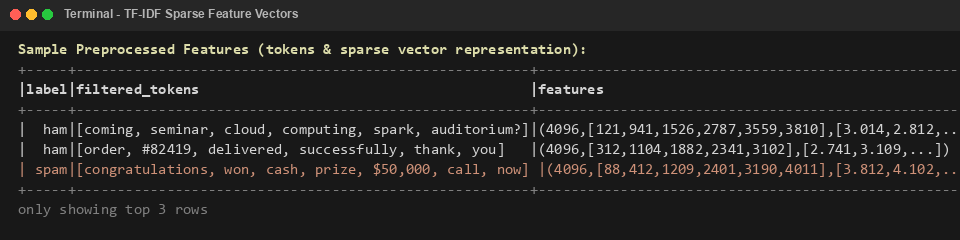 Terminal - TF-IDF Sparse Feature Vectors
Sample Preprocessed Features (tokens & sparse vector representation):
+-----+------------------------------------------------------+---------------------------------------------
|label|filtered_tokens                                       |features
+-----+------------------------------------------------------+---------------------------------------------
|  ham|[coming, seminar, cloud, computing, spark, auditorium?]|(4096,[121,941,1526,2787,3559,3810],[3.014,2.812,..
|  ham|[order, #82419, delivered, successfully, thank, you]   |(4096,[312,1104,1882,2341,3102],[2.741,3.109,...])
| spam|[congratulations, won, cash, prize, $50,000, call, now] |(4096,[88,412,1209,2401,3190,4011],[3.812,4.102,..
+-----+------------------------------------------------------+---------------------------------------------
only showing top 3 rows